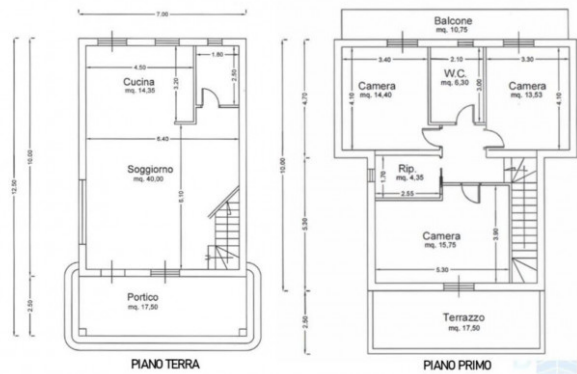 7.00
4.50
1.80
3.20
2.50
Cucina
mq. 14,35
6.40
12.50
10.00
Soggiorno
mq. 40,00
5.10
2.50
Portico
mq. 17,50
PIANO TERRA
Balcone
mq. 10,75
3.40
2.10
3.30
W.C.
mq. 6,30
3.00
Camera
mq. 14,40
Camera
mq. 13,53
4.10
4.10
4.70
10.00
Rip.
mq. 4,35
1.70
2.55
5.30
Camera
mq. 15,75
3.90
5.30
2.50
Terrazzo
mq. 17,50
PIANO PRIMO